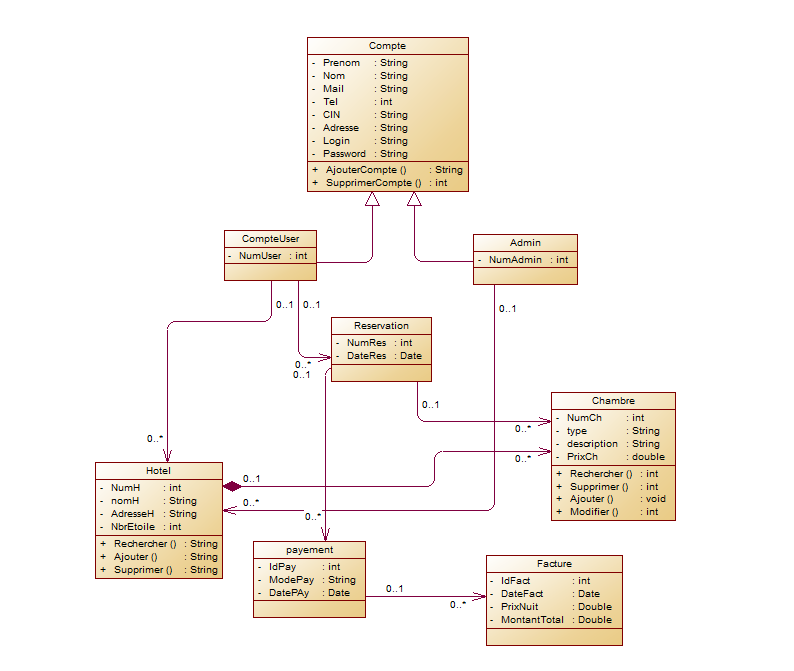 Compte
- Prenom : String
- Nom : String
- Mail : String
- Tel : int
- CIN : String
- Adresse : String
- Login : String
- Password : String
+ AjouterCompte () : String
+ SupprimerCompte () : int
CompteUser
- NumUser : int
Admin
- NumAdmin : int
0..1 0..1
0..1
Reservation
- NumRes : int
- DateRes : Date
0..*
0..1
0..1
Chambre
- NumCh : int
- type : String
- description : String
- PrixCh : double
+ Rechercher () : int
+ Supprimer () : int
+ Ajouter () : void
+ Modifier () : int
0..*
0..*
0..*
Hotel
- NumH : int
- nomH : String
- AdresseH : String
- NbrEtoile : int
+ Rechercher () : String
+ Ajouter () : String
+ Supprimer () : String
0..1
0..*
0..*
payement
- IdPay : int
- ModePay : String
- DatePAy : Date
0..1
0..*
Facture
- IdFact : int
- DateFact : Date
- PrixNuit : Double
- MontantTotal : Double